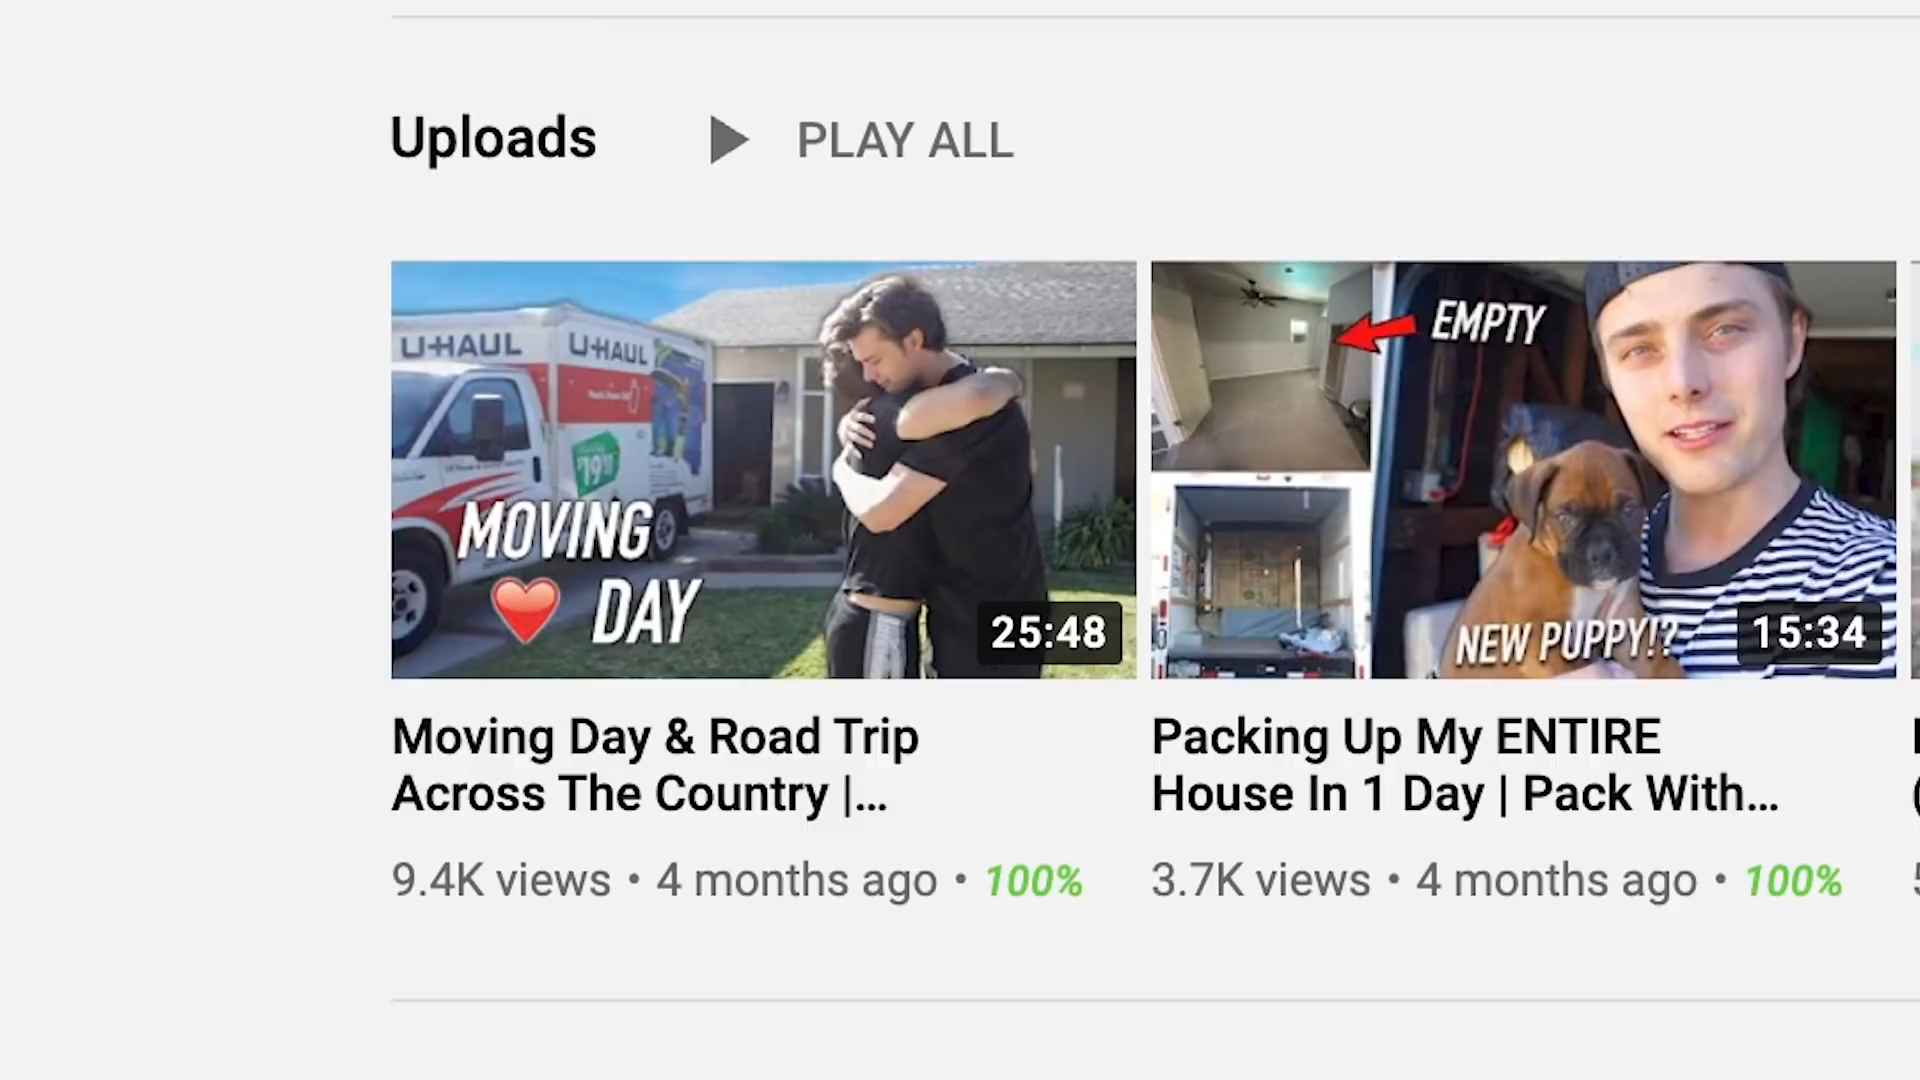 Uploads
PLAY ALL
U-HAUL
U-HAUL
$19
MOVING
❤️ DAY
25:48
EMPTY
NEW PUPPY!?
15:34
Moving Day & Road Trip
Across The Country |...
9.4K views • 4 months ago • 100%
Packing Up My ENTIRE
House In 1 Day | Pack With...
3.7K views • 4 months ago • 100%